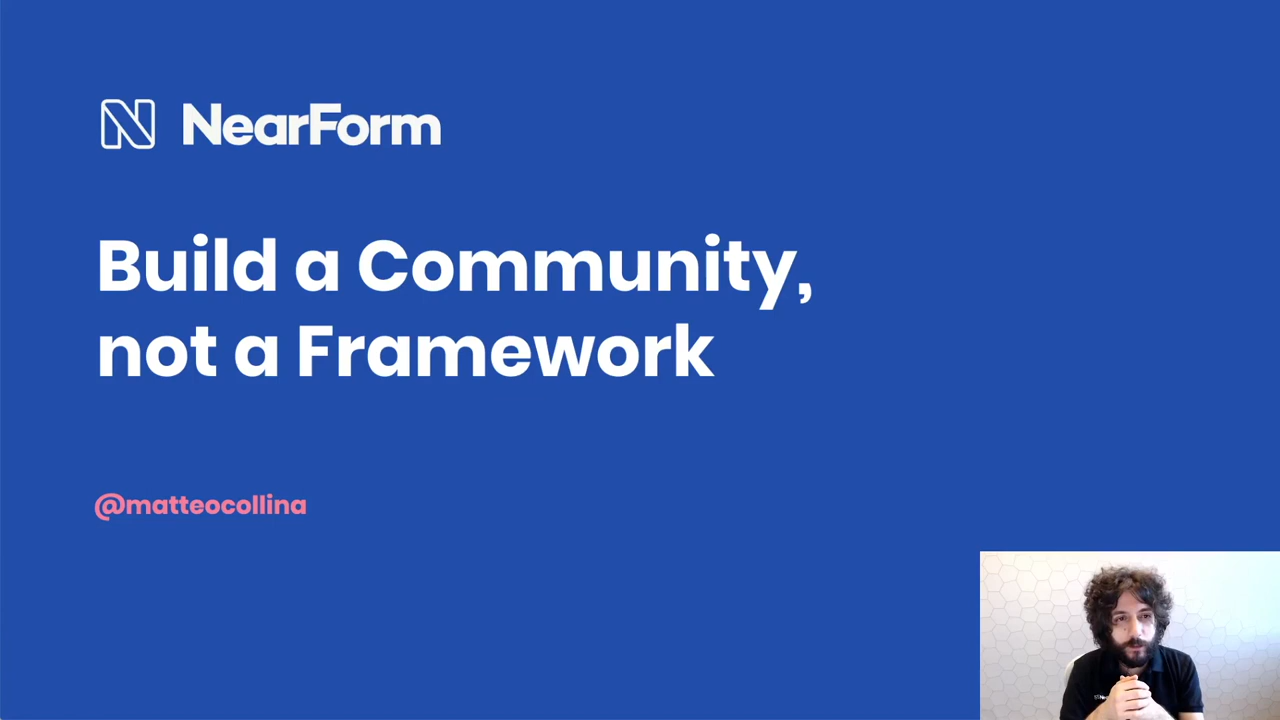 NearForm
Build a Community,
not a Framework
@matteocollina